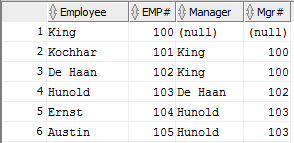 Employee EMP# Manager Mgr#
1 King 100 (null) (null)
2 Kochhar 101 King 100
3 De Haan 102 King 100
4 Hunold 103 De Haan 102
5 Ernst 104 Hunold 103
6 Austin 105 Hunold 103